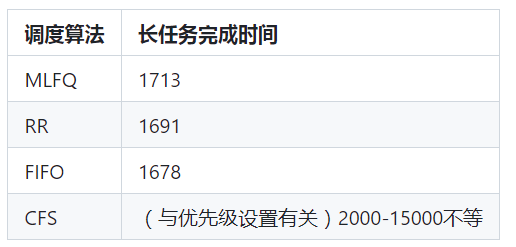 调度算法 长任务完成时间
MLFQ 1713
RR 1691
FIFO 1678
CFS （与优先级设置有关）2000-15000不等